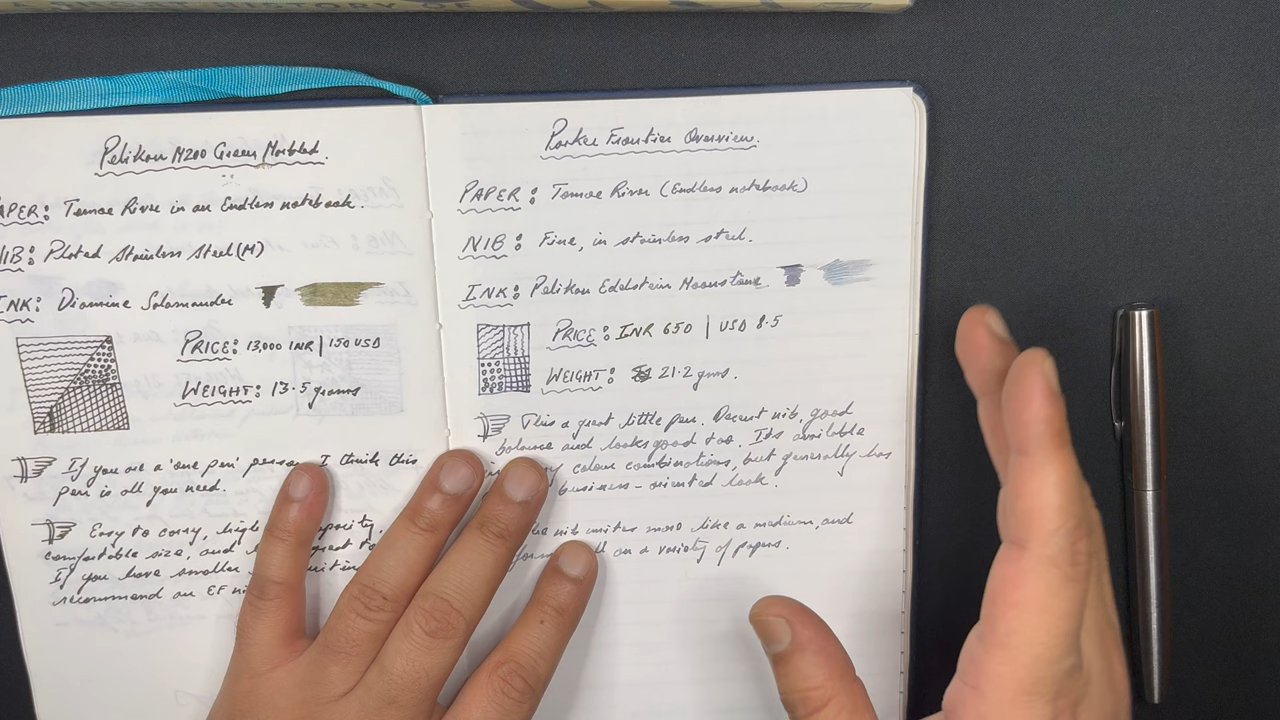 A SHORT HISTORY OF
Pelikan M200 Green Marbled.
PAPER: Tomoe River in an Endless notebook.
NIB: Plated Stainless Steel (M)
INK: Diamine Salamander
PRICE: 13,000 INR | 150 USD
WEIGHT: 13.5 grams
If you are a 'one pen' person I think this
pen is all you need.
Easy to carry, high
comfortable size, and
If you have smaller
recommend an EF
Parker Frontier Overview.
PAPER: Tomoe River (Endless notebook)
NIB: Fine, in stainless steel.
INK: Pelikan Edelstein Moonstone.
PRICE: INR 650 | USD 8.5
WEIGHT: 21.2 gms.
This a great little pen. Decent nib, good
balance and looks good too. Its available
colour combinations, but generally has
business-oriented look.
nib writes more like a medium, and
on a variety of papers.